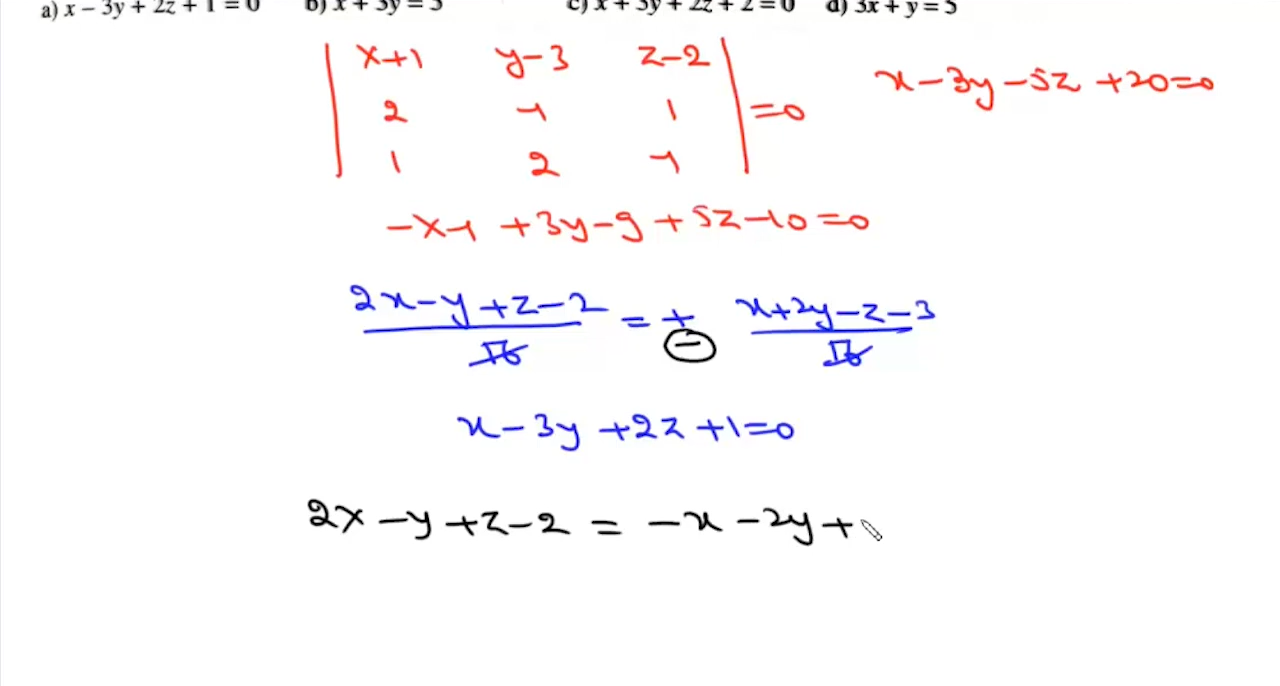 a) x – 3y + 2z + 1 = 0 b) x + 3y = 5 c) x + 3y + 2z + 2 = 0 d) 3x + y = 5
| x+1 y-3 z-2 |
| 2 -1 1 | =0
| 1 2 -1 |
x-3y-5z+20=0
-x-1+3y-9+5z-10=0
(2x-y+z-2)/√6 = ± (x+2y-z-3)/√6
x-3y+2z+1=0
2x-y+z-2 = -x-2y+